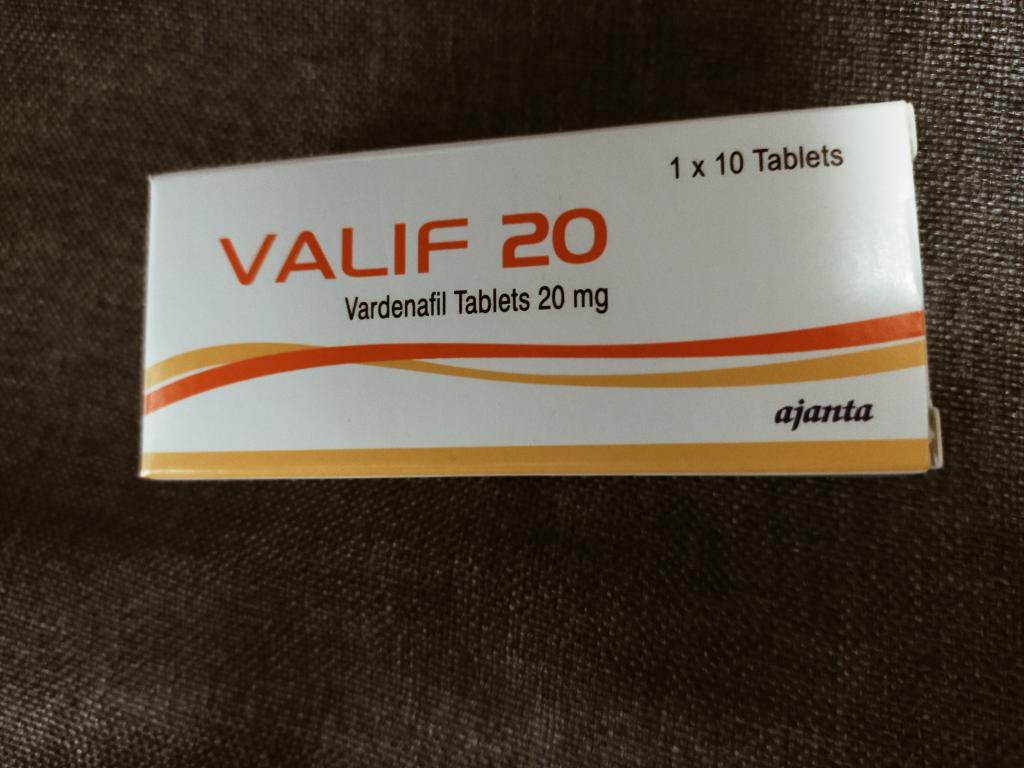 1 x 10 Tablets
VALIF 20
Vardenafil Tablets 20 mg
ajanta